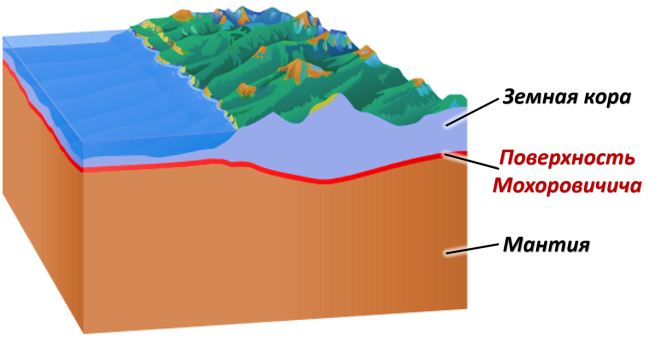 Земная кора
Поверхность
Мохоровичича
Мантия